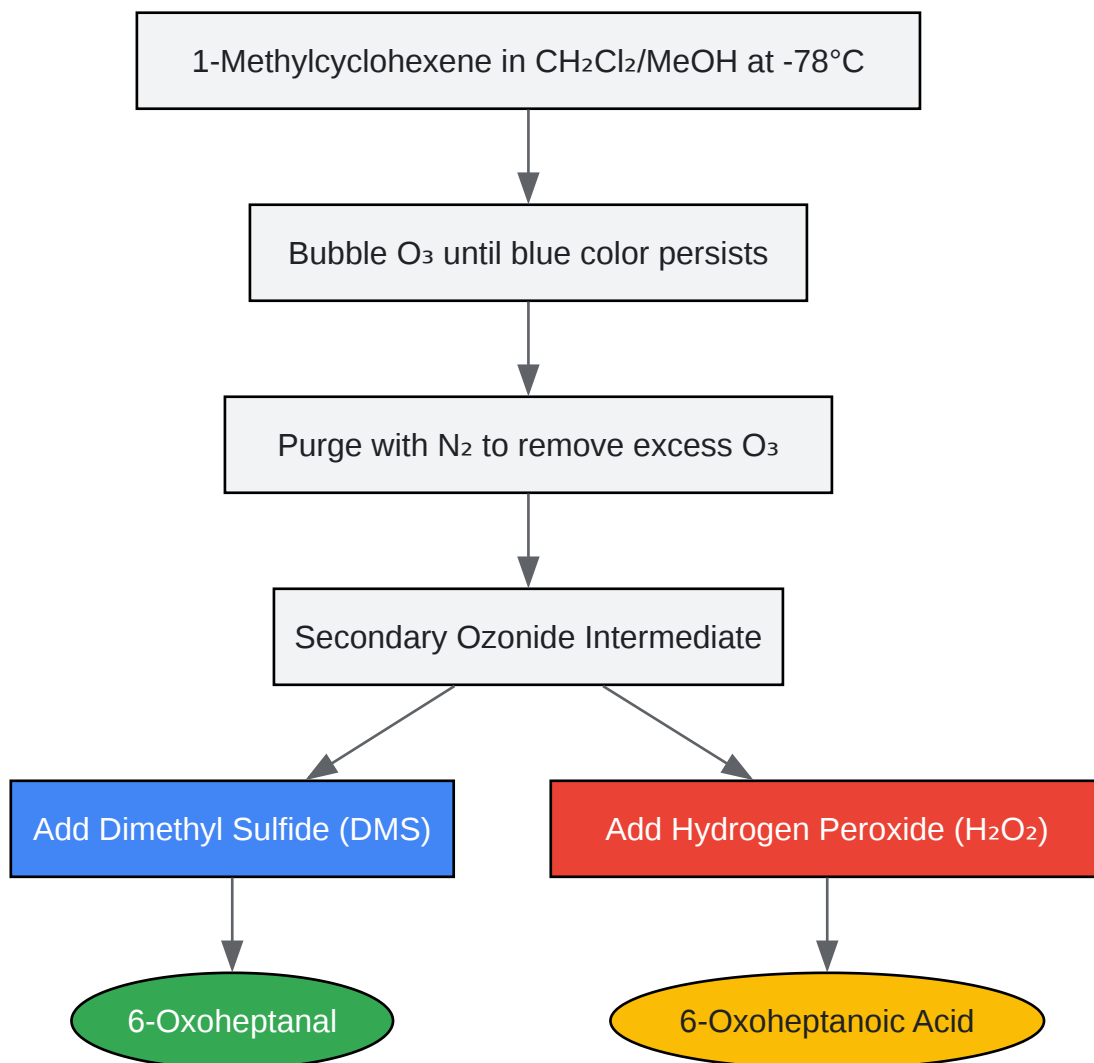 1-Methylcyclohexene in CH₂Cl₂/MeOH at -78°C
Bubble O₃ until blue color persists
Purge with N₂ to remove excess O₃
Secondary Ozonide Intermediate
Add Dimethyl Sulfide (DMS)
Add Hydrogen Peroxide (H₂O₂)
6-Oxoheptanal
6-Oxoheptanoic Acid